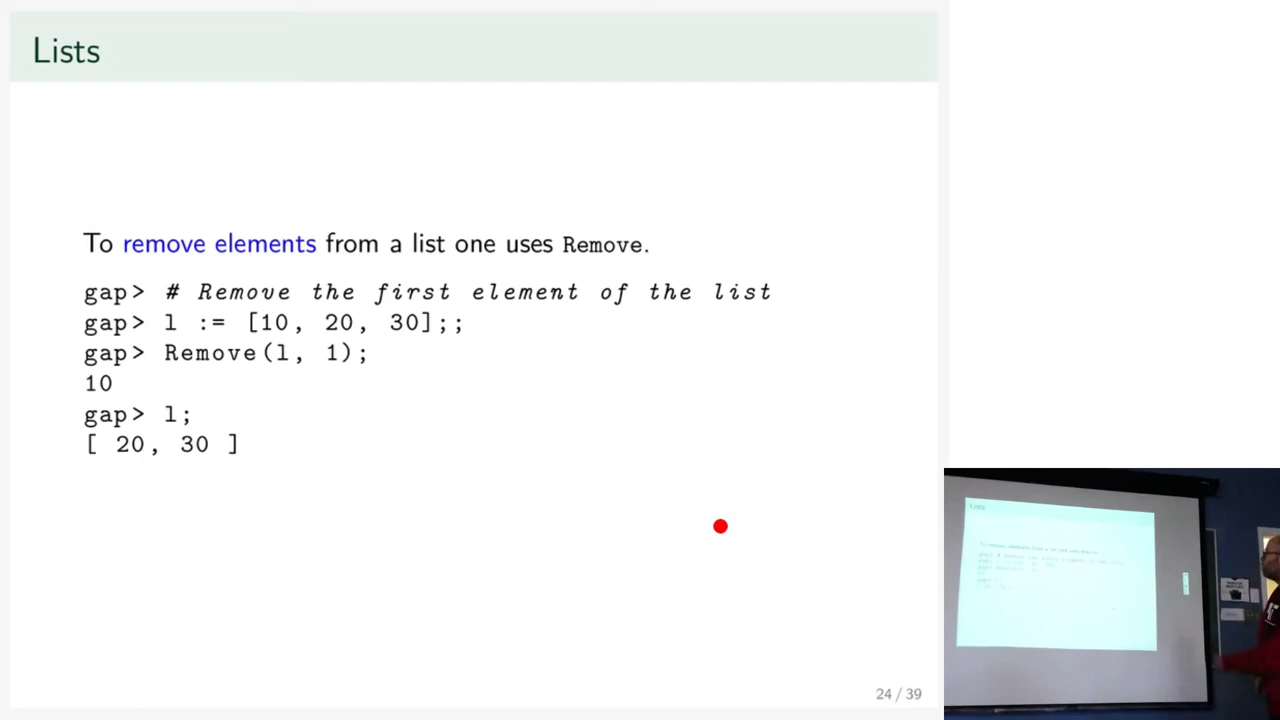 Lists
To remove elements from a list one uses Remove.
gap> # Remove the first element of the list
gap> l := [10, 20, 30];;
gap> Remove(l, 1);
10
gap> l;
[ 20, 30 ]
24 / 39
Lists